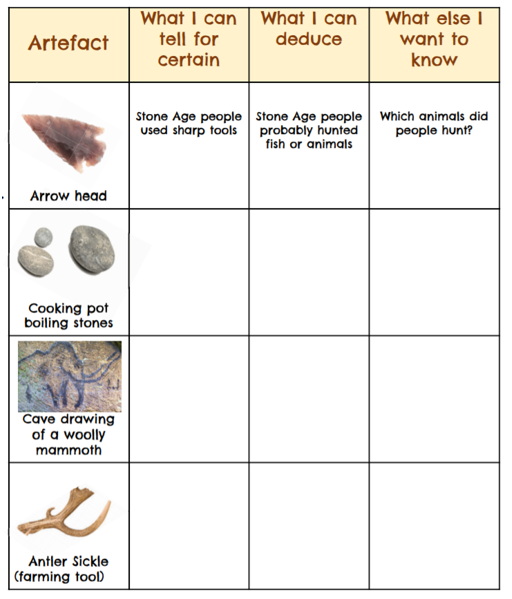 Artefact
What I can
tell for
certain
What I can
deduce
What else I
want to
know
Arrow head
Stone Age people
used sharp tools
Stone Age people
probably hunted
fish or animals
Which animals did
people hunt?
Cooking pot
boiling stones
Cave drawing
of a woolly
mammoth
Antler Sickle
(farming tool)